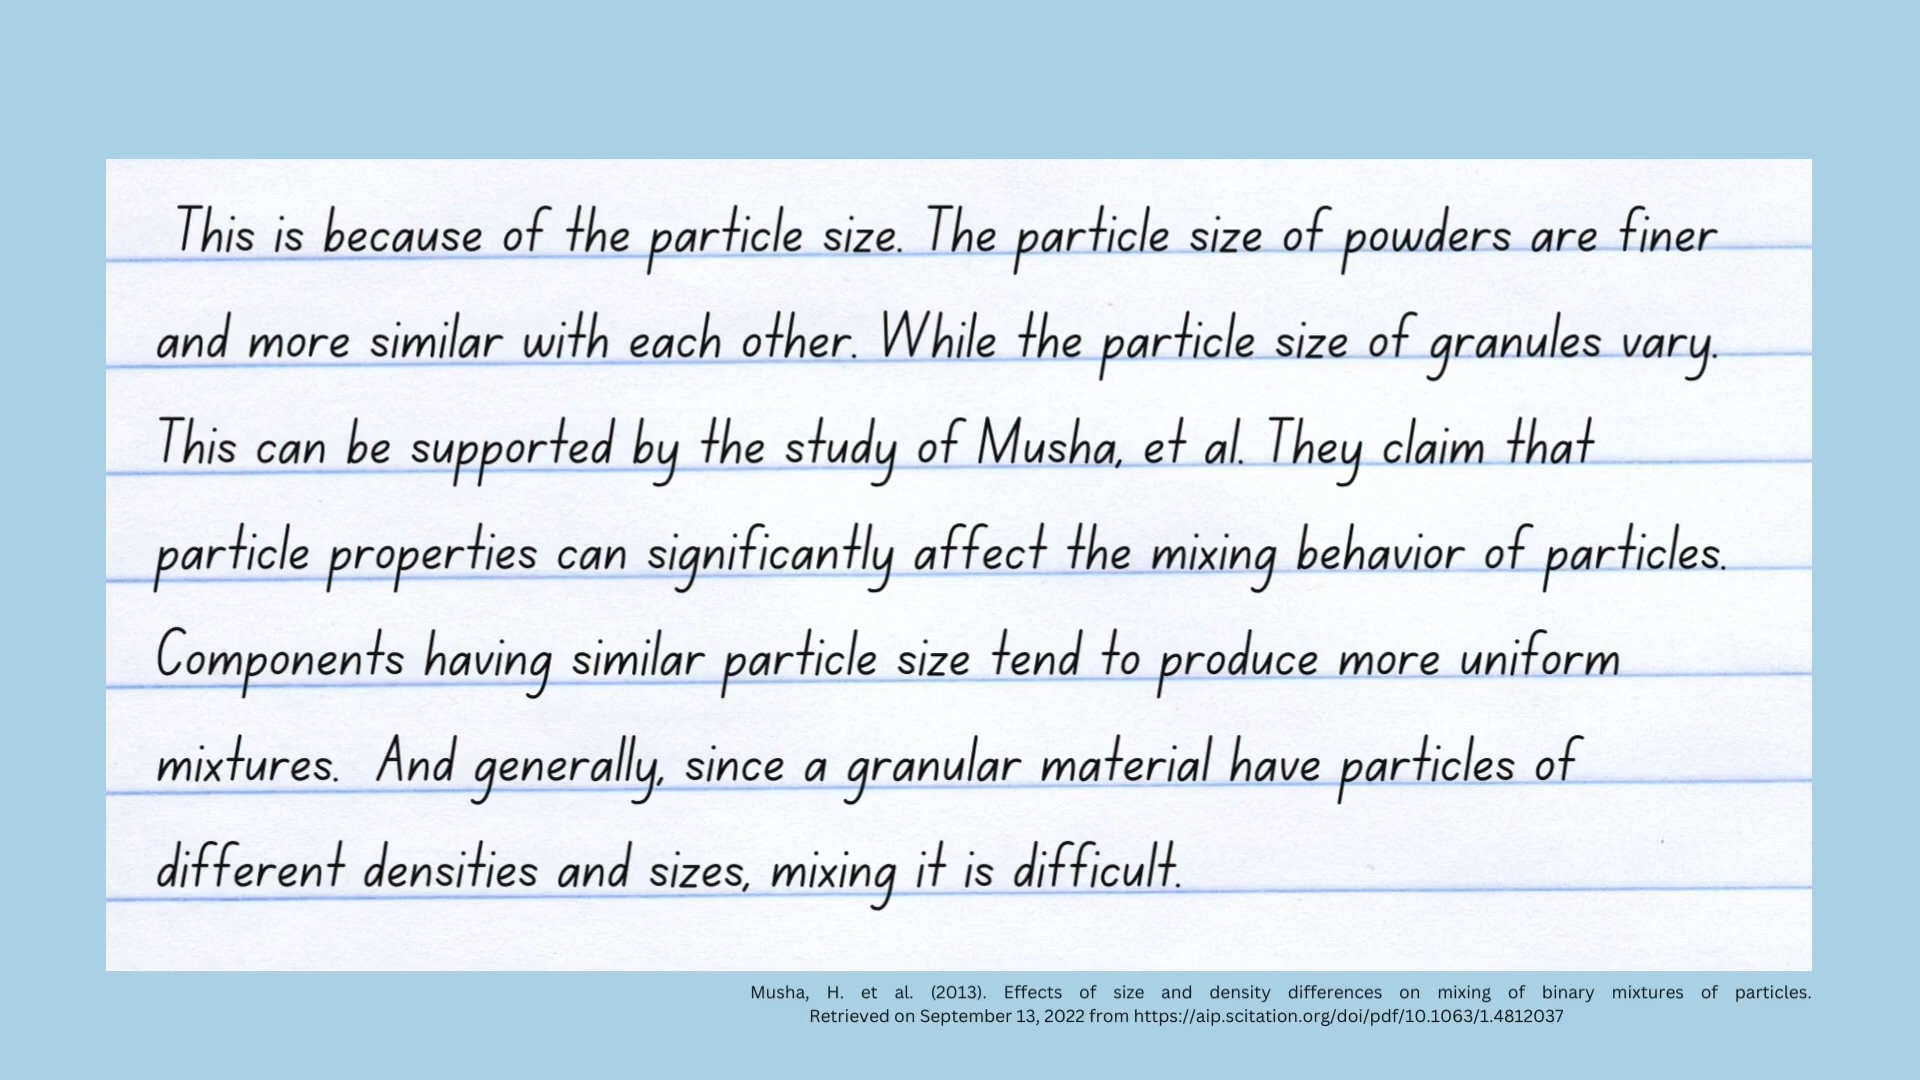 This is because of the particle size. The particle size of powders are finer
and more similar with each other. While the particle size of granules vary.
This can be supported by the study of Musha, et al. They claim that
particle properties can significantly affect the mixing behavior of particles.
Components having similar particle size tend to produce more uniform
mixtures.  And generally, since a granular material have particles of
different densities and sizes, mixing it is difficult.
Musha, H. et al. (2013). Effects of size and density differences on mixing of binary mixtures of particles.
Retrieved on September 13, 2022 from https://aip.scitation.org/doi/pdf/10.1063/1.4812037